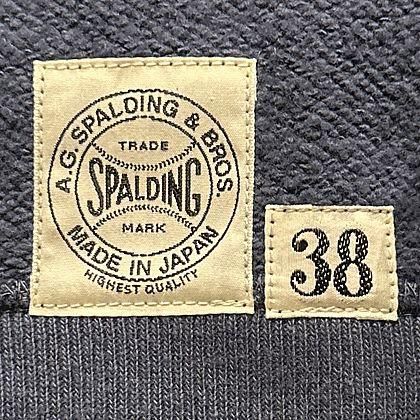 A.G. SPALDING & BROS.
TRADE
SPALDING
MARK
MADE IN JAPAN
HIGHEST QUALITY
38